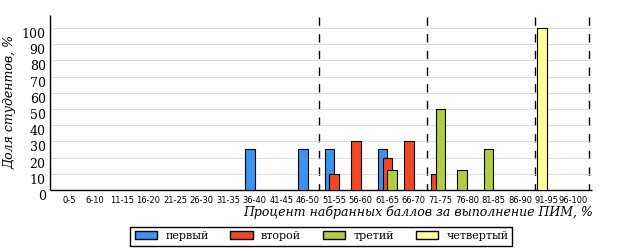 Доля студентов, %
100
90
80
70
60
50
40
30
20
10
0
0-5 6-10 11-15 16-20 21-25 26-30 31-35 36-40 41-45 46-50 51-55 56-60 61-65 66-70 71-75 76-80 81-85 86-90 91-95 96-100
Процент набранных баллов за выполнение ПИМ, %
первый второй третий четвертый